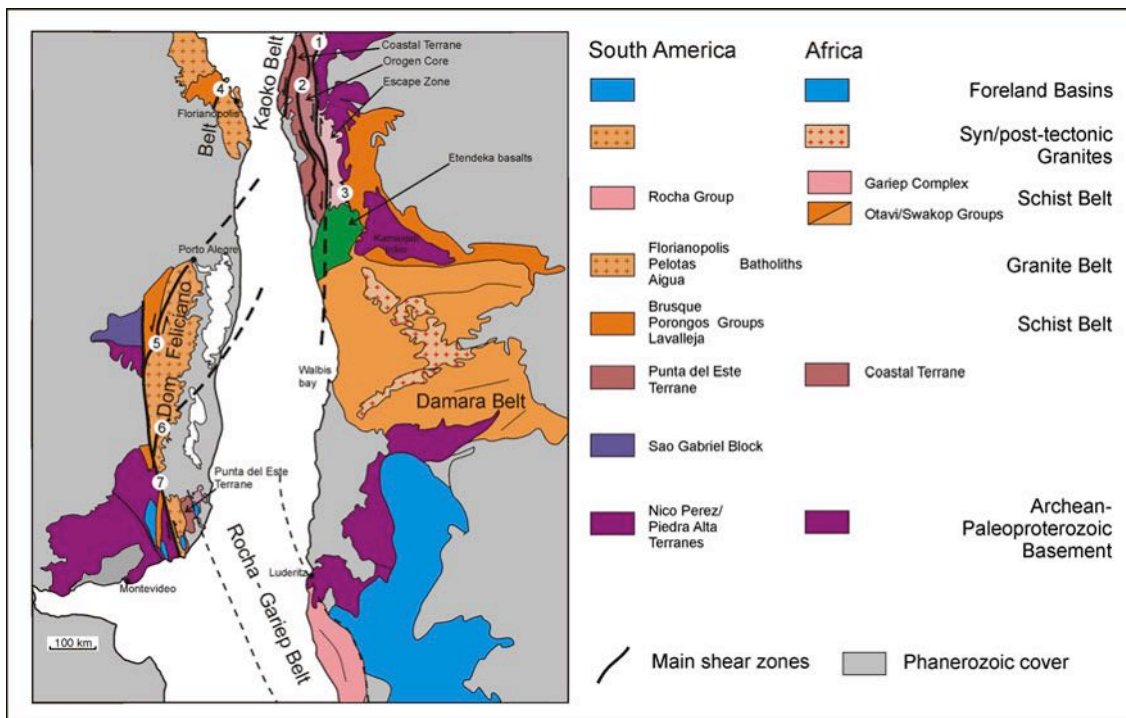 Kaoko Belt
1
Coastal Terrane
Orogen Core
2
Escape Zone
4
Florianopolis
Belt
Etendeka basalts
3
Porto Alegre
5
Dom Feliciano
Walbis
bay
Damara Belt
6
7
Punta del Este
Terrane
Rocha - Gariep Belt
Luderitz
Montevideo
100 km
South America
Africa
Foreland Basins
Syn/post-tectonic
Granites
Rocha Group
Gariep Complex
Otavi/Swakop Groups
Schist Belt
Florianopolis
Pelotas Batholiths
Aigua
Granite Belt
Brusque
Porongos Groups
Lavalleja
Schist Belt
Punta del Este
Terrane
Coastal Terrane
Sao Gabriel Block
Nico Perez/
Piedra Alta
Terranes
Archean-
Paleoproterozoic
Basement
Main shear zones
Phanerozoic cover